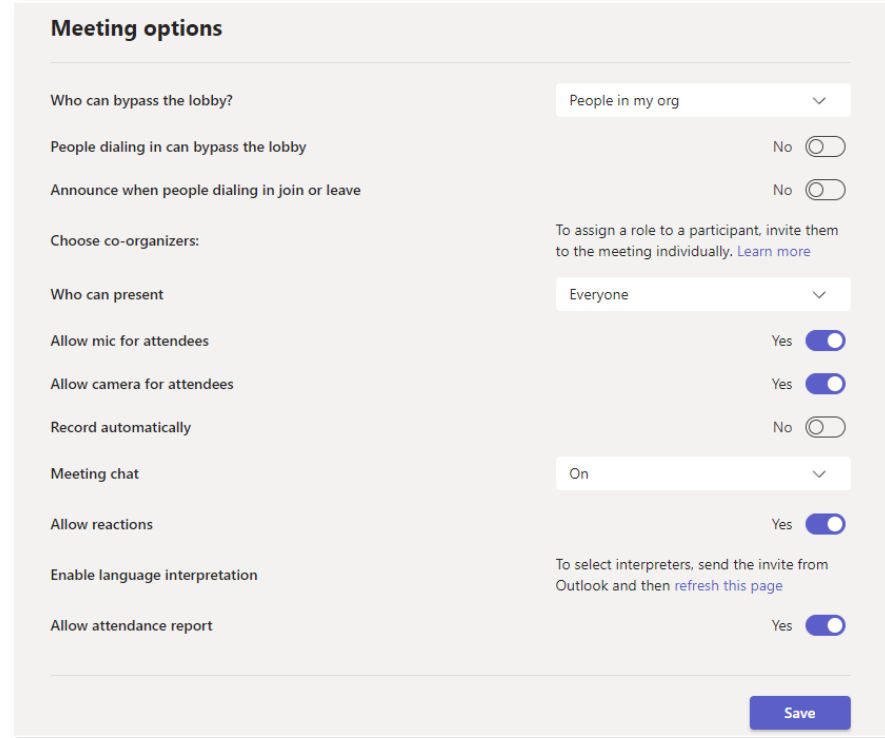 Meeting options
Who can bypass the lobby?
People in my org
People dialing in can bypass the lobby
No
Announce when people dialing in join or leave
No
Choose co-organizers:
To assign a role to a participant, invite them
to the meeting individually. Learn more
Who can present
Everyone
Allow mic for attendees
Yes
Allow camera for attendees
Yes
Record automatically
No
Meeting chat
On
Allow reactions
Yes
Enable language interpretation
To select interpreters, send the invite from
Outlook and then refresh this page
Allow attendance report
Yes
Save